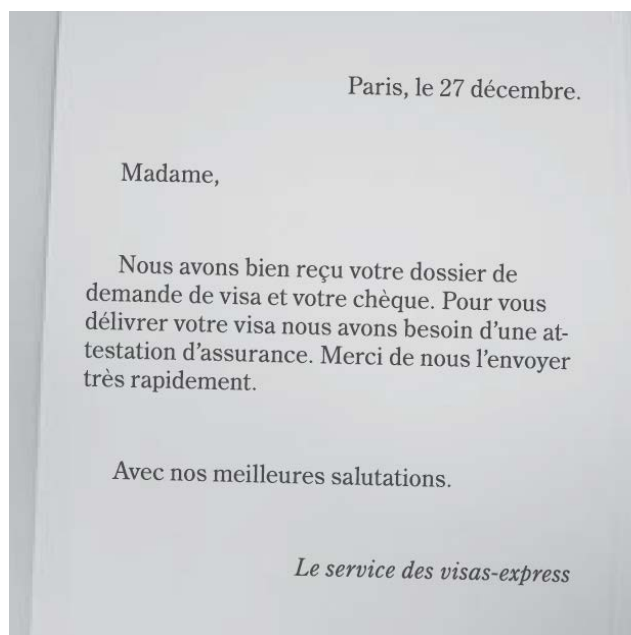 Paris, le 27 décembre.
Madame,
Nous avons bien reçu votre dossier de
demande de visa et votre chèque. Pour vous
délivrer votre visa nous avons besoin d'une at-
testation d'assurance. Merci de nous l'envoyer
très rapidement.
Avec nos meilleures salutations.
Le service des visas-express